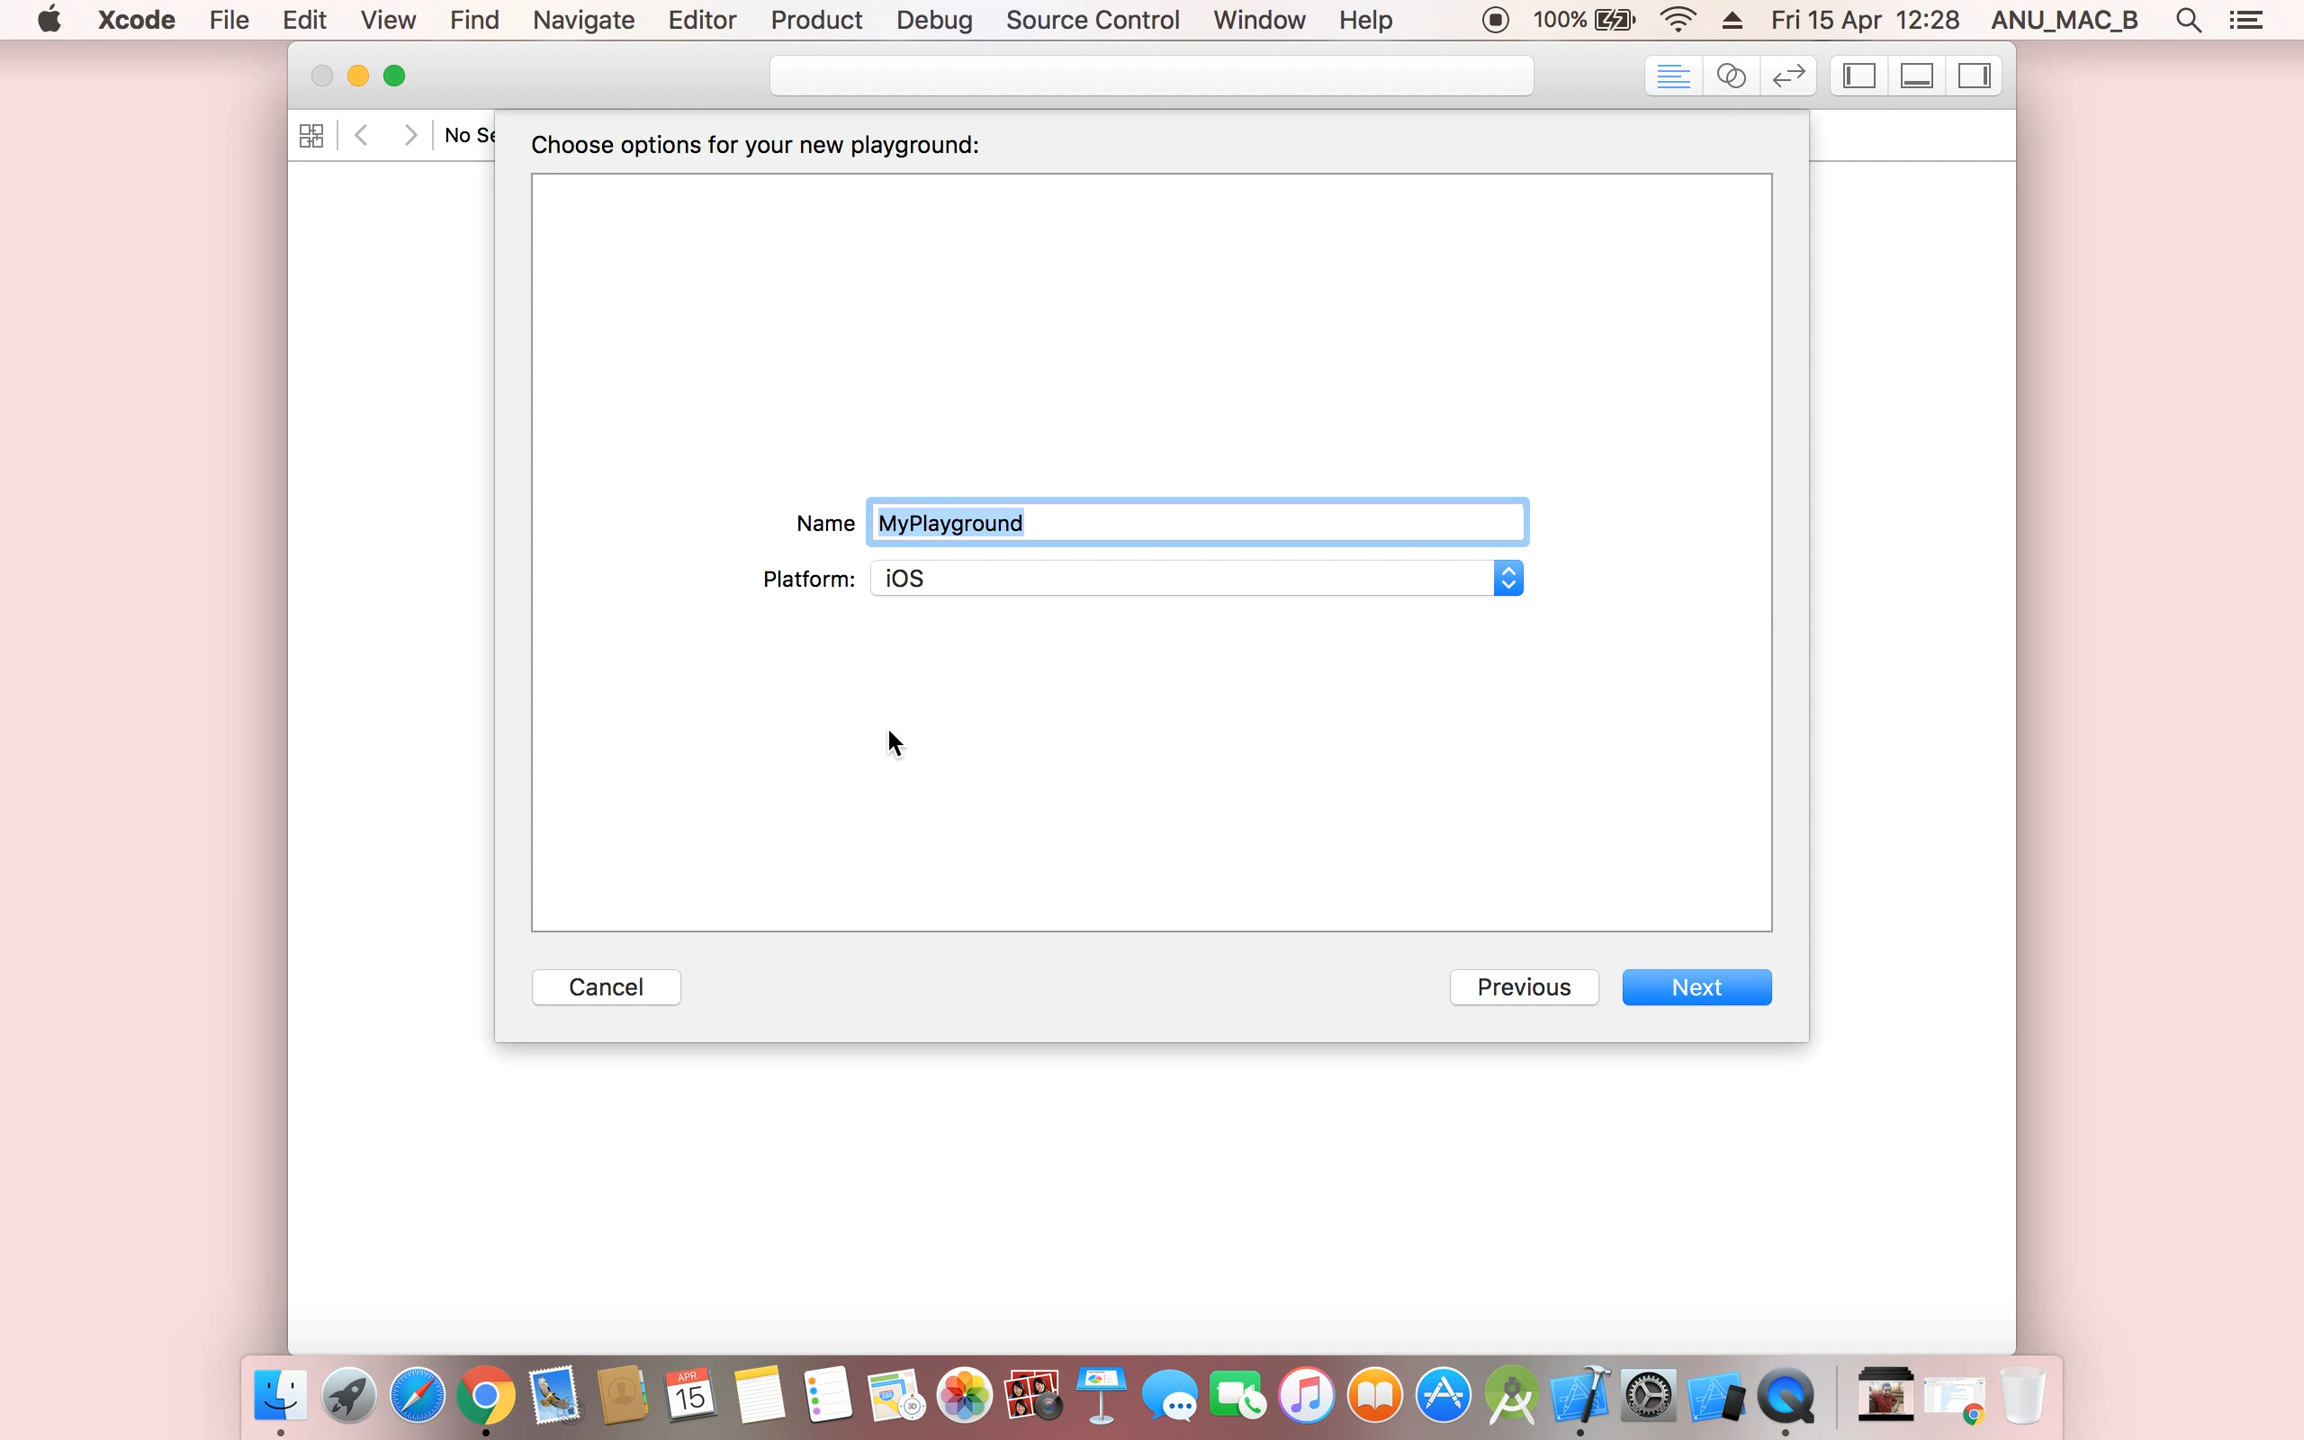 Xcode File Edit View Find Navigate Editor Product Debug Source Control Window Help 100% Fri 15 Apr 12:28 ANU_MAC_B
No Se
Choose options for your new playground:
Name MyPlayground
Platform: iOS
Cancel Previous Next
APR
15
3D